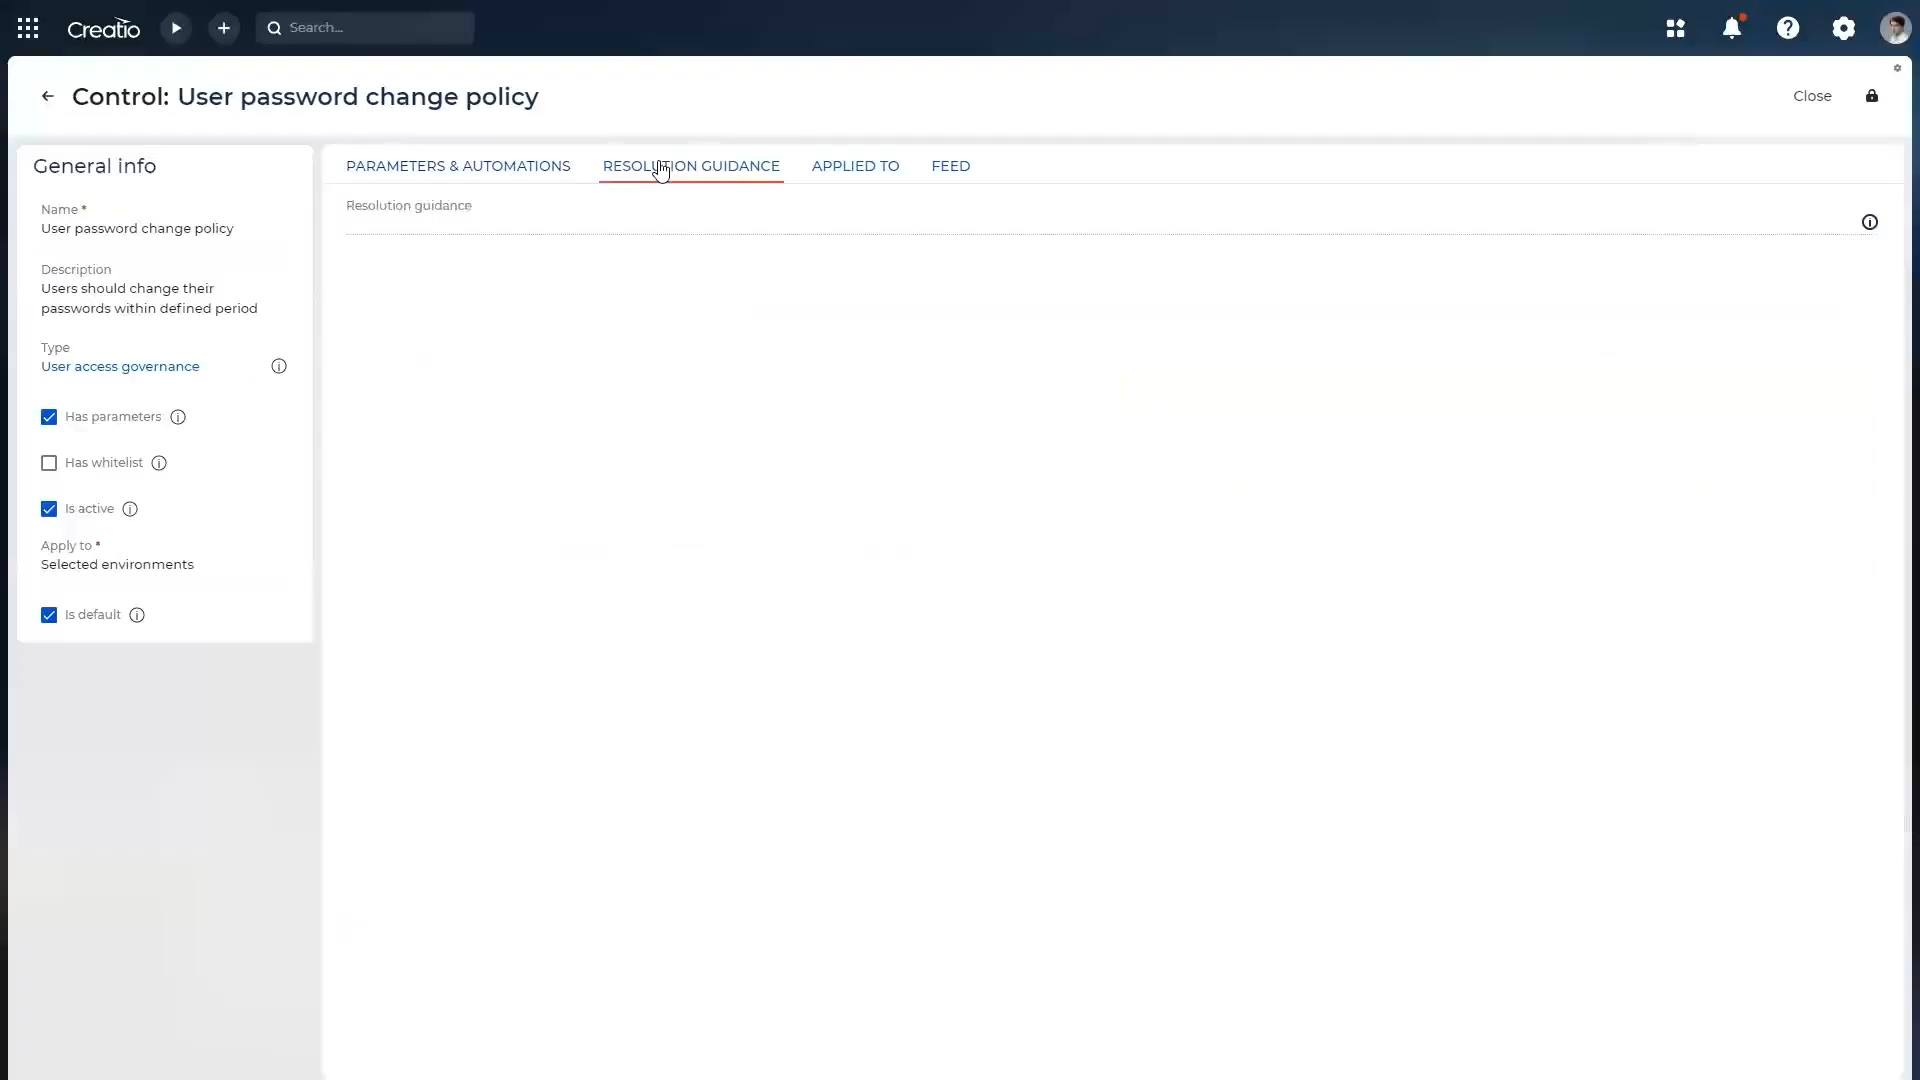 Creatio
Search...
Control: User password change policy
Close
General info
Name *
User password change policy
Description
Users should change their
passwords within defined period
Type
User access governance
Has parameters
Has whitelist
Is active
Apply to *
Selected environments
Is default
PARAMETERS & AUTOMATIONS
RESOLUTION GUIDANCE
APPLIED TO
FEED
Resolution guidance